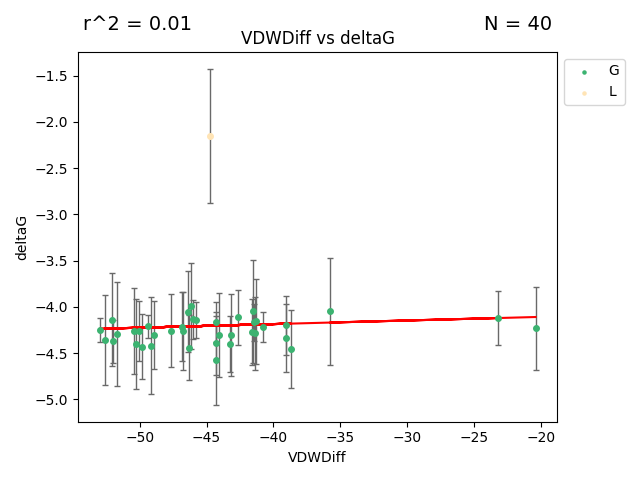 r^2 = 0.01
N = 40
VDWDiff vs deltaG
G
L
deltaG
−1.5
−2.0
−2.5
−3.0
−3.5
−4.0
−4.5
−5.0
−50
−45
−40
−35
−30
−25
−20
VDWDiff